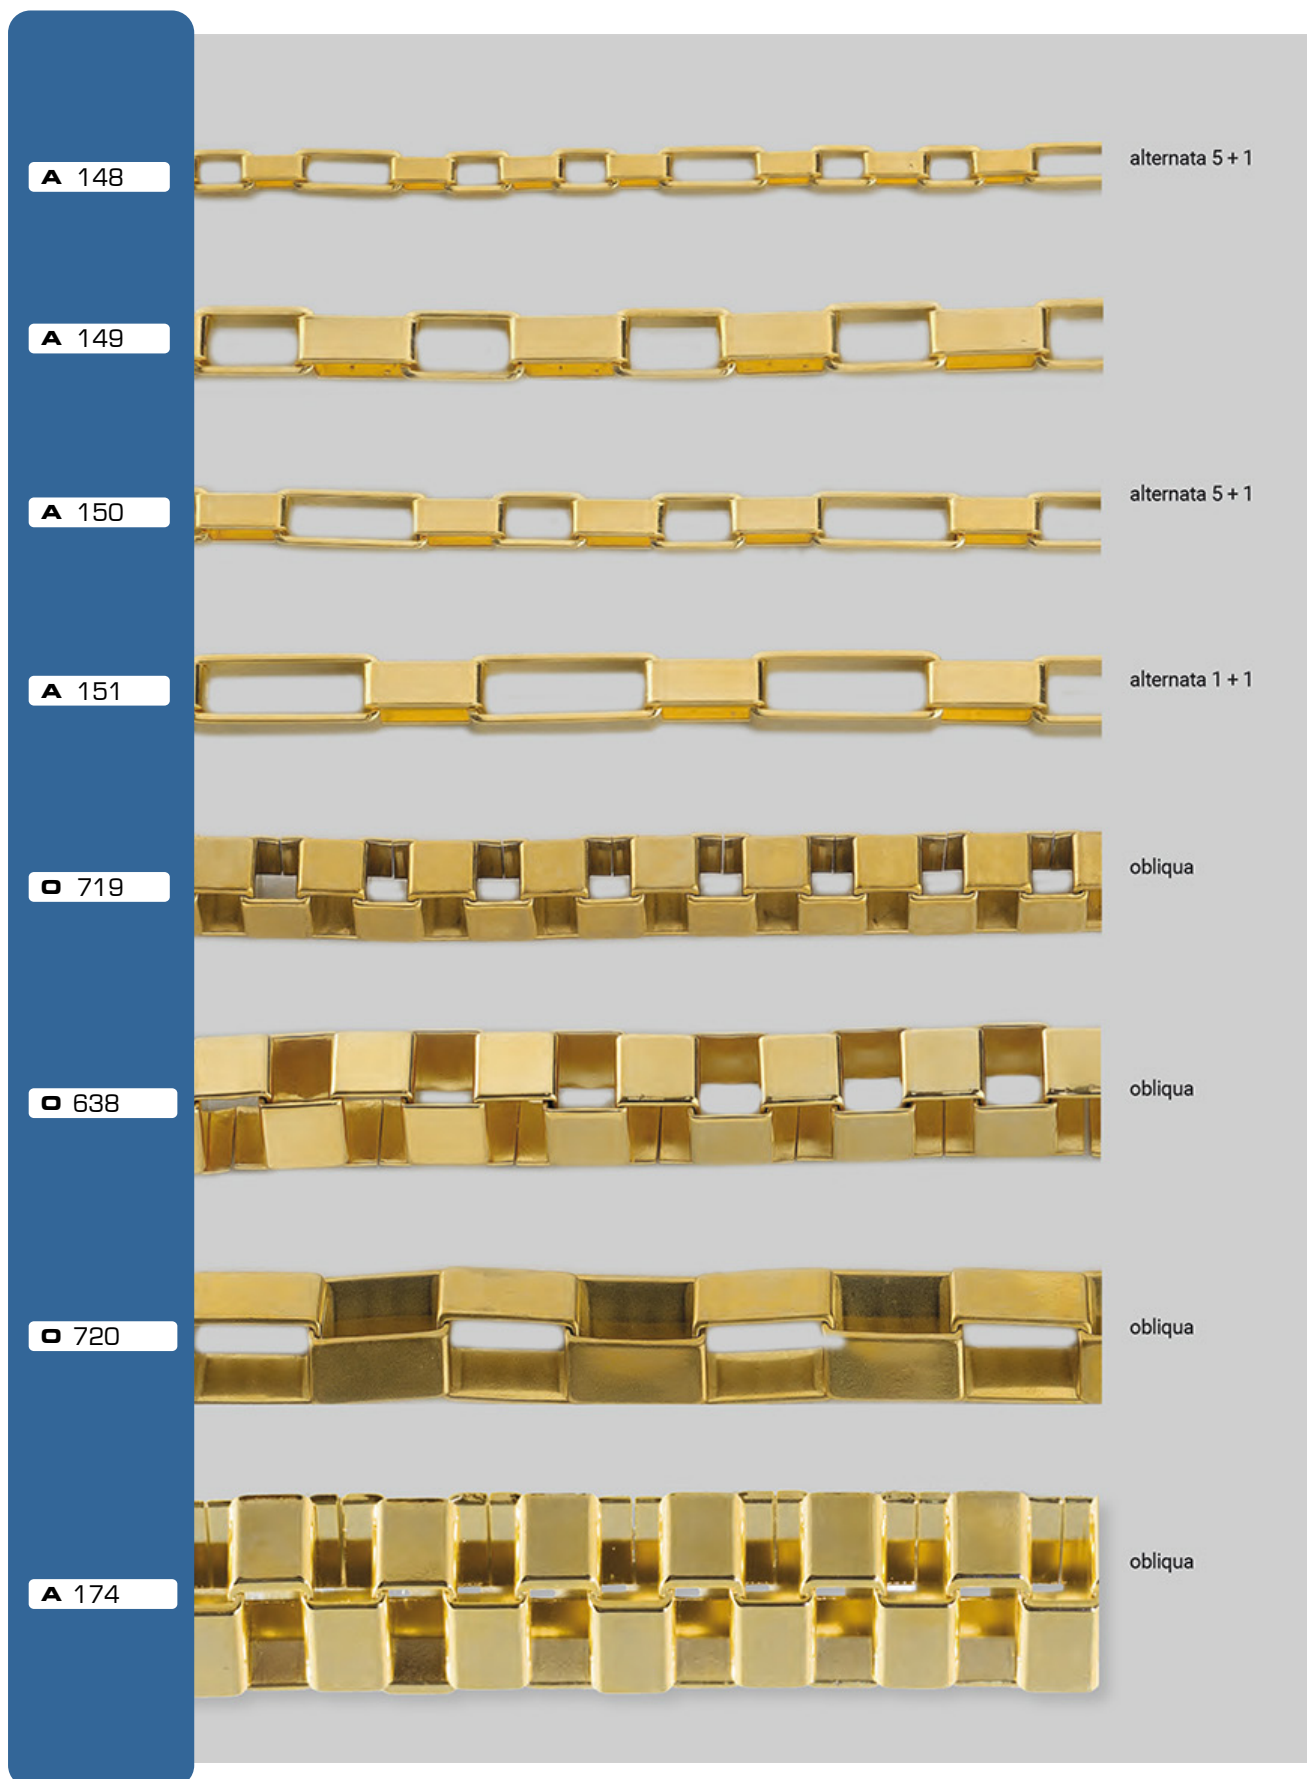 A 148
alternata 5 + 1
A 149
A 150
alternata 5 + 1
A 151
alternata 1 + 1
O 719
obliqua
O 638
obliqua
O 720
obliqua
A 174
obliqua